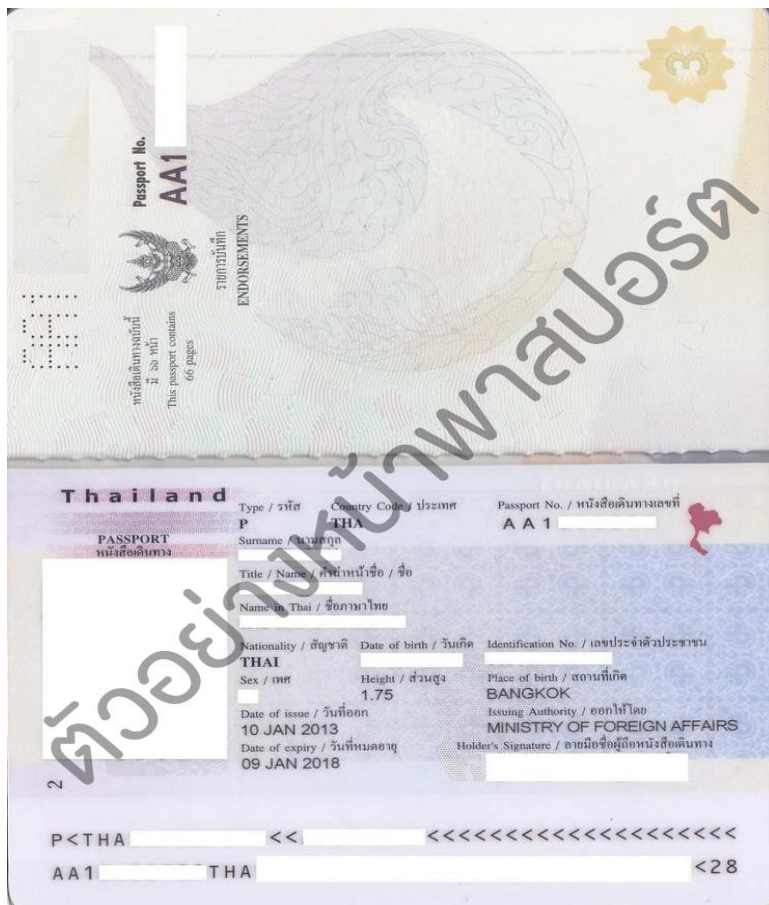 ๓
Passport No.
AA1
รายการบันทึก
ENDORSEMENTS
หนังสือเดินทางฉบับนี้
มี ๖๖ หน้า
This passport contains
66 pages
ตัวอย่างหน้าพาสปอร์ต
Thailand
PASSPORT
หนังสือเดินทาง
Type / รหัส Country Code / ประเทศ Passport No. / หนังสือเดินทางเลขที่
P THA AA1
Surname / นามสกุล
Title / Name / คำนำหน้าชื่อ / ชื่อ
Name in Thai / ชื่อภาษาไทย
Nationality / สัญชาติ Date of birth / วันเกิด Identification No. / เลขประจำตัวประชาชน
THAI
Sex / เพศ Height / ส่วนสูง Place of birth / สถานที่เกิด
1.75 BANGKOK
Date of issue / วันที่ออก Issuing Authority / ออกให้โดย
10 JAN 2013 MINISTRY OF FOREIGN AFFAIRS
Date of expiry / วันที่หมดอายุ Holder's Signature / ลายมือชื่อผู้ถือหนังสือเดินทาง
09 JAN 2018
2
P<THA << <<<<<<<<<<<<<<<<<<<<
AA1 THA <28